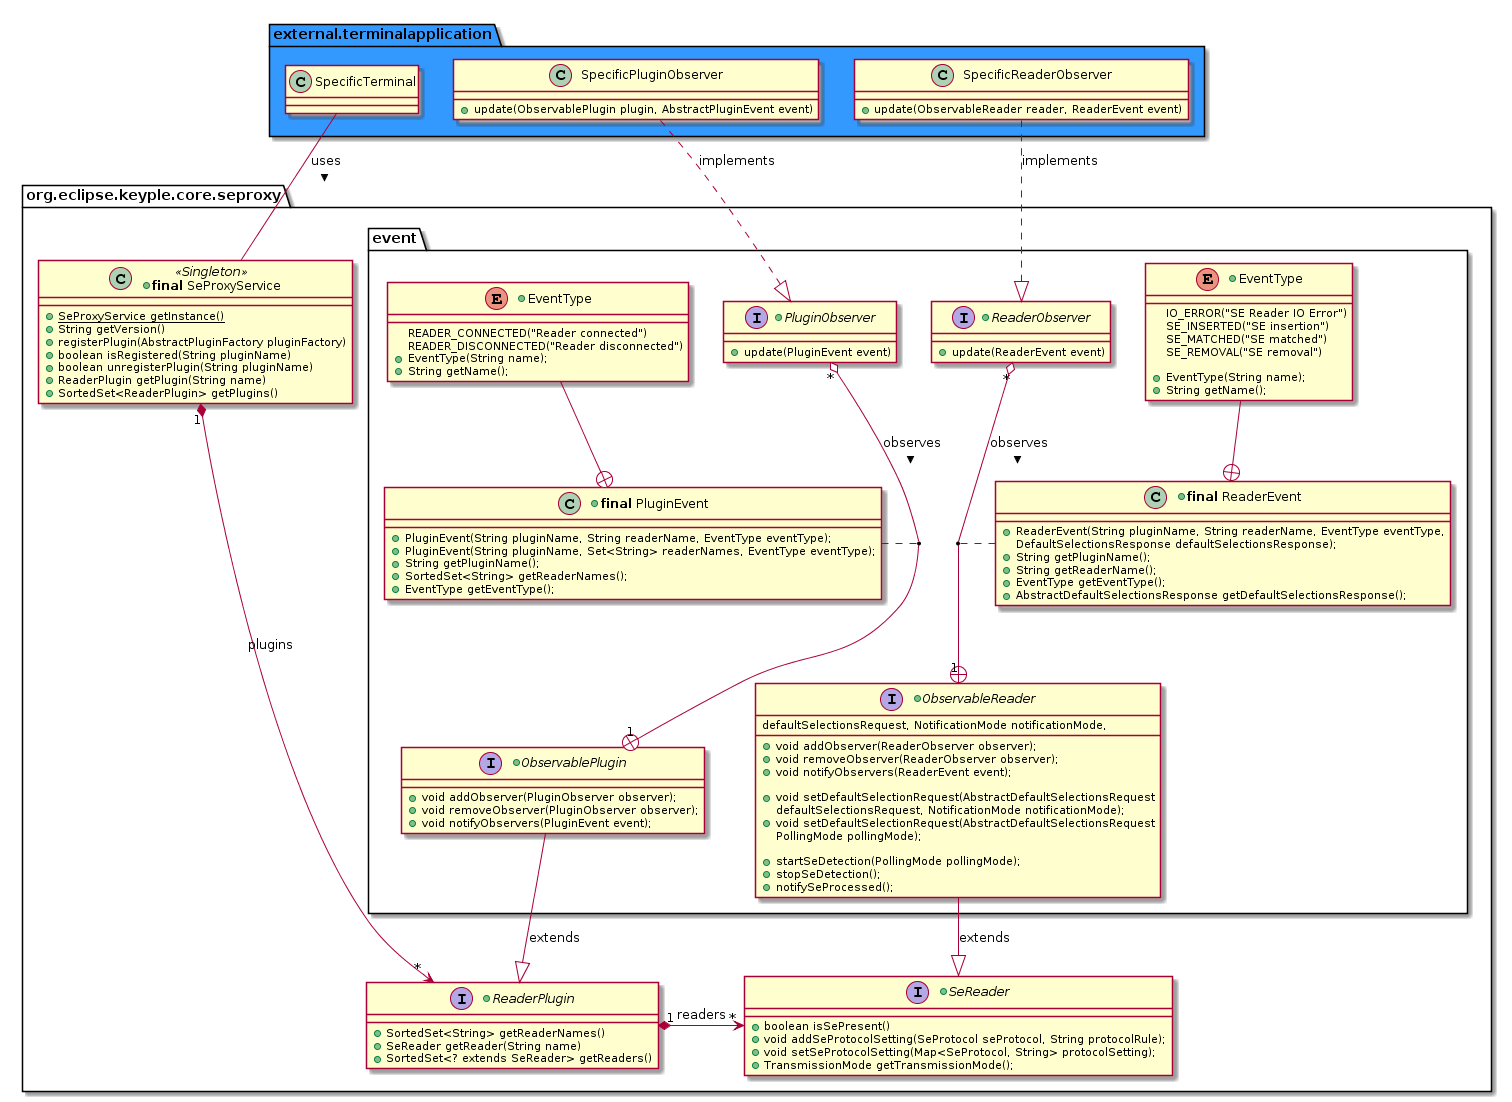 external.terminalapplication
C SpecificTerminal
C SpecificPluginObserver
update(ObservablePlugin plugin, AbstractPluginEvent event)
C SpecificReaderObserver
update(ObservableReader reader, ReaderEvent event)
uses
implements
implements
org.eclipse.keyple.core.seproxy
event
C «Singleton»
final SeProxyService
SeProxyService getInstance()
String getVersion()
registerPlugin(AbstractPluginFactory pluginFactory)
boolean isRegistered(String pluginName)
boolean unregisterPlugin(String pluginName)
ReaderPlugin getPlugin(String name)
SortedSet<ReaderPlugin> getPlugins()
E EventType
READER_CONNECTED("Reader connected")
READER_DISCONNECTED("Reader disconnected")
EventType(String name);
String getName();
I PluginObserver
update(PluginEvent event)
I ReaderObserver
update(ReaderEvent event)
E EventType
IO_ERROR("SE Reader IO Error")
SE_INSERTED("SE insertion")
SE_MATCHED("SE matched")
SE_REMOVAL("SE removal")
EventType(String name);
String getName();
*
*
1
observes
observes
C final PluginEvent
PluginEvent(String pluginName, String readerName, EventType eventType);
PluginEvent(String pluginName, Set<String> readerNames, EventType eventType);
String getPluginName();
SortedSet<String> getReaderNames();
EventType getEventType();
C final ReaderEvent
ReaderEvent(String pluginName, String readerName, EventType eventType,
DefaultSelectionsResponse defaultSelectionsResponse);
String getPluginName();
String getReaderName();
EventType getEventType();
AbstractDefaultSelectionsResponse getDefaultSelectionsResponse();
plugins
1
1
I ObservablePlugin
void addObserver(PluginObserver observer);
void removeObserver(PluginObserver observer);
void notifyObservers(PluginEvent event);
I ObservableReader
defaultSelectionsRequest, NotificationMode notificationMode,
void addObserver(ReaderObserver observer);
void removeObserver(ReaderObserver observer);
void notifyObservers(ReaderEvent event);
void setDefaultSelectionRequest(AbstractDefaultSelectionsRequest
defaultSelectionsRequest, NotificationMode notificationMode);
void setDefaultSelectionRequest(AbstractDefaultSelectionsRequest
PollingMode pollingMode);
startSeDetection(PollingMode pollingMode);
stopSeDetection();
notifySeProcessed();
extends
extends
*
I ReaderPlugin
SortedSet<String> getReaderNames()
SeReader getReader(String name)
SortedSet<? extends SeReader> getReaders()
1 readers *
I SeReader
boolean isSePresent()
void addSeProtocolSetting(SeProtocol seProtocol, String protocolRule);
void setSeProtocolSetting(Map<SeProtocol, String> protocolSetting);
TransmissionMode getTransmissionMode();